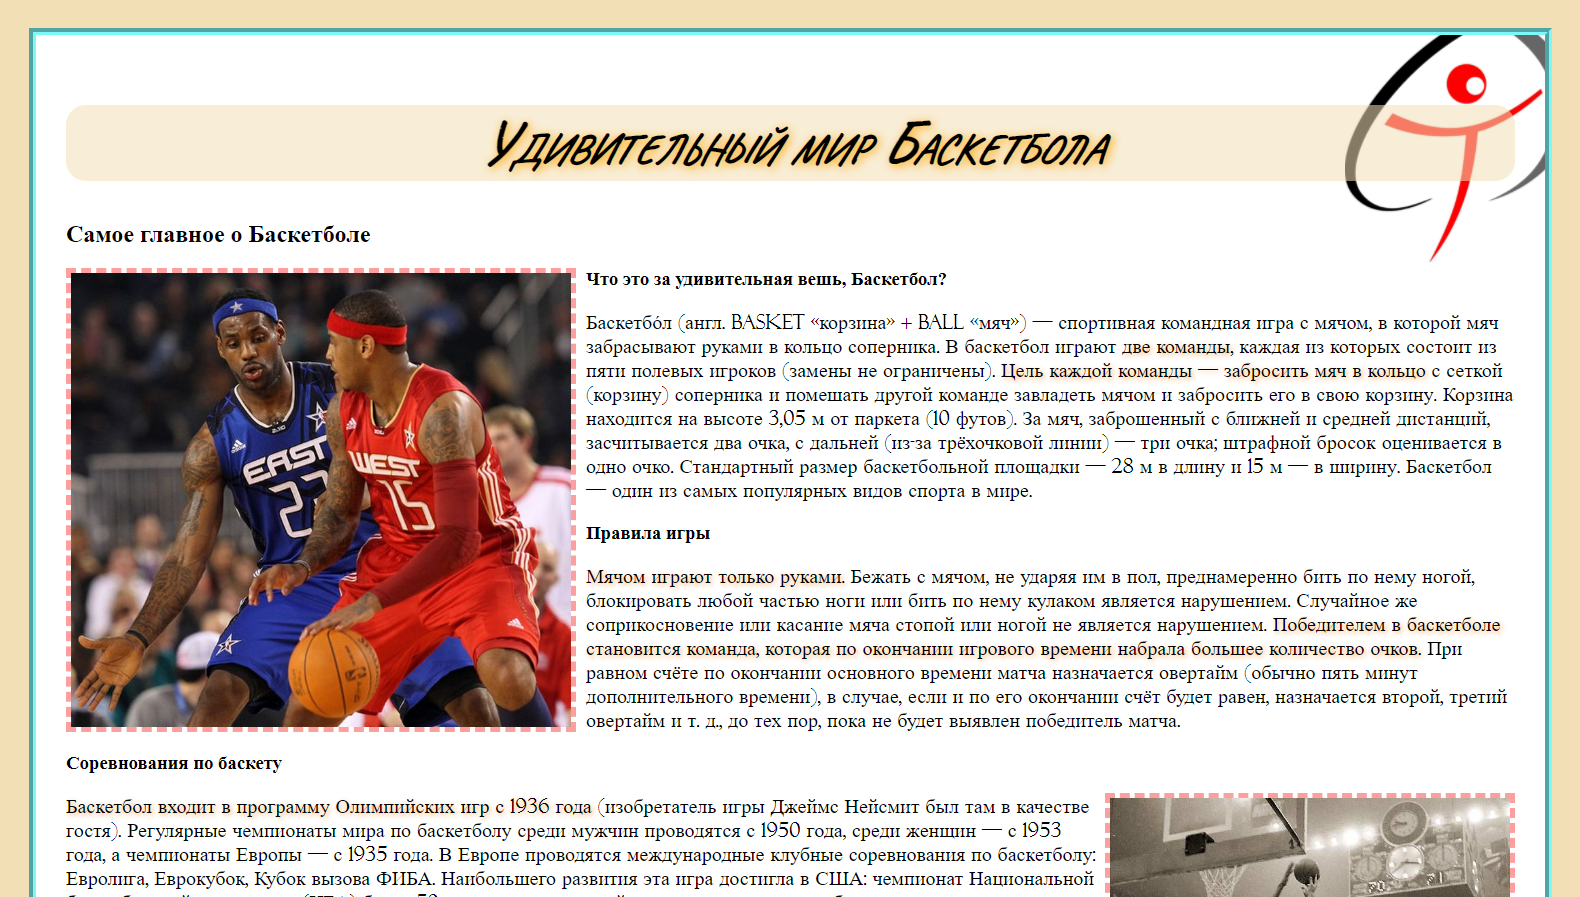 Удивительный мир Баскетбола
Самое главное о Баскетболе
Что это за удивительная вешь, Баскетбол?
Баскетбо́л (англ. BASKET «корзина» + BALL «мяч») — спортивная командная игра с мячом, в которой мяч
забрасывают руками в кольцо соперника. В баскетбол играют две команды, каждая из которых состоит из
пяти полевых игроков (замены не ограничены). Цель каждой команды — забросить мяч в кольцо с сеткой
(корзину) соперника и помешать другой команде завладеть мячом и забросить его в свою корзину. Корзина
находится на высоте 3,05 м от паркета (10 футов). За мяч, заброшенный с ближней и средней дистанций,
засчитывается два очка, с дальней (из-за трёхочковой линии) — три очка; штрафной бросок оценивается в
одно очко. Стандартный размер баскетбольной площадки — 28 м в длину и 15 м — в ширину. Баскетбол
— один из самых популярных видов спорта в мире.
EAST
WEST
15
Правила игры
Мячом играют только руками. Бежать с мячом, не ударяя им в пол, преднамеренно бить по нему ногой,
блокировать любой частью ноги или бить по нему кулаком является нарушением. Случайное же
соприкосновение или касание мяча стопой или ногой не является нарушением. Победителем в баскетболе
становится команда, которая по окончании игрового времени набрала большее количество очков. При
равном счёте по окончании основного времени матча назначается овертайм (обычно пять минут
дополнительного времени), в случае, если и по его окончании счёт будет равен, назначается второй, третий
овертайм и т. д., до тех пор, пока не будет выявлен победитель матча.
Соревнования по баскету
Баскетбол входит в программу Олимпийских игр с 1936 года (изобретатель игры Джеймс Нейсмит был там в качестве
гостя). Регулярные чемпионаты мира по баскетболу среди мужчин проводятся с 1950 года, среди женщин — с 1953
года, а чемпионаты Европы — с 1935 года. В Европе проводятся международные клубные соревнования по баскетболу:
Евролига, Еврокубок, Кубок вызова ФИБА. Наибольшего развития эта игра достигла в США: чемпионат Национальной